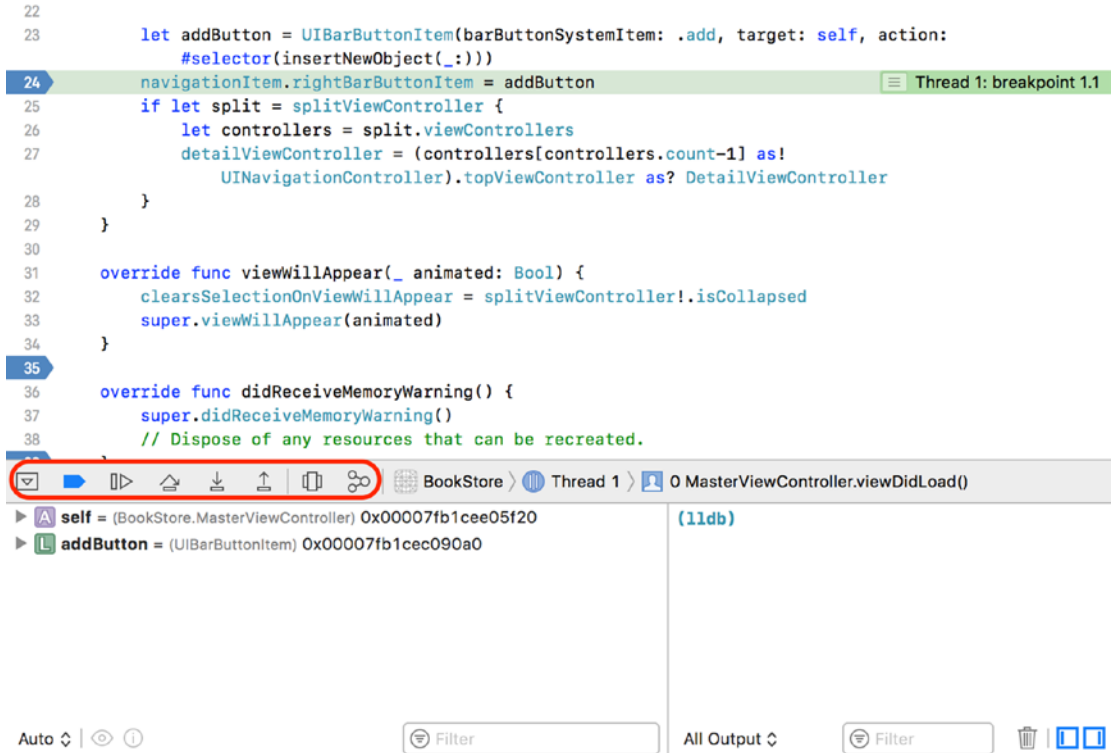 22
23 let addButton = UIBarButtonItem(barButtonSystemItem: .add, target: self, action:
#selector(insertNewObject(_:)))
24 navigationItem.rightBarButtonItem = addButton Thread 1: breakpoint 1.1
25 if let split = splitViewController {
26 let controllers = split.viewControllers
27 detailViewController = (controllers[controllers.count-1] as!
UINavigationController).topViewController as? DetailViewController
28 }
29 }
30
31 override func viewWillAppear(_ animated: Bool) {
32 clearsSelectionOnViewWillAppear = splitViewController!.isCollapsed
33 super.viewWillAppear(animated)
34 }
35
36 override func didReceiveMemoryWarning() {
37 super.didReceiveMemoryWarning()
38 // Dispose of any resources that can be recreated.
BookStore Thread 1 0 MasterViewController.viewDidLoad()
A self = (BookStore.MasterViewController) 0x00007fb1cee05f20 (lldb)
L addButton = (UIBarButtonItem) 0x00007fb1cec090a0
Auto Filter All Output Filter